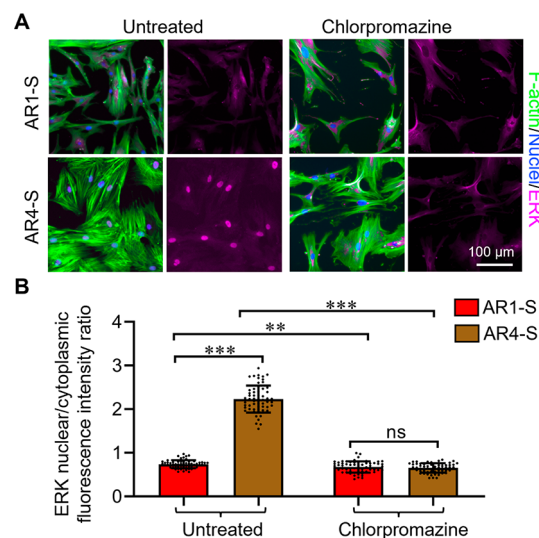 A
Untreated
Chlorpromazine
AR1-S
AR4-S
F-actin/Nuclei/ERK
100 μm
B
ERK nuclear/cytoplasmic
fluorescence intensity ratio
4
3
2
1
0
***
**
***
ns
AR1-S
AR4-S
Untreated
Chlorpromazine